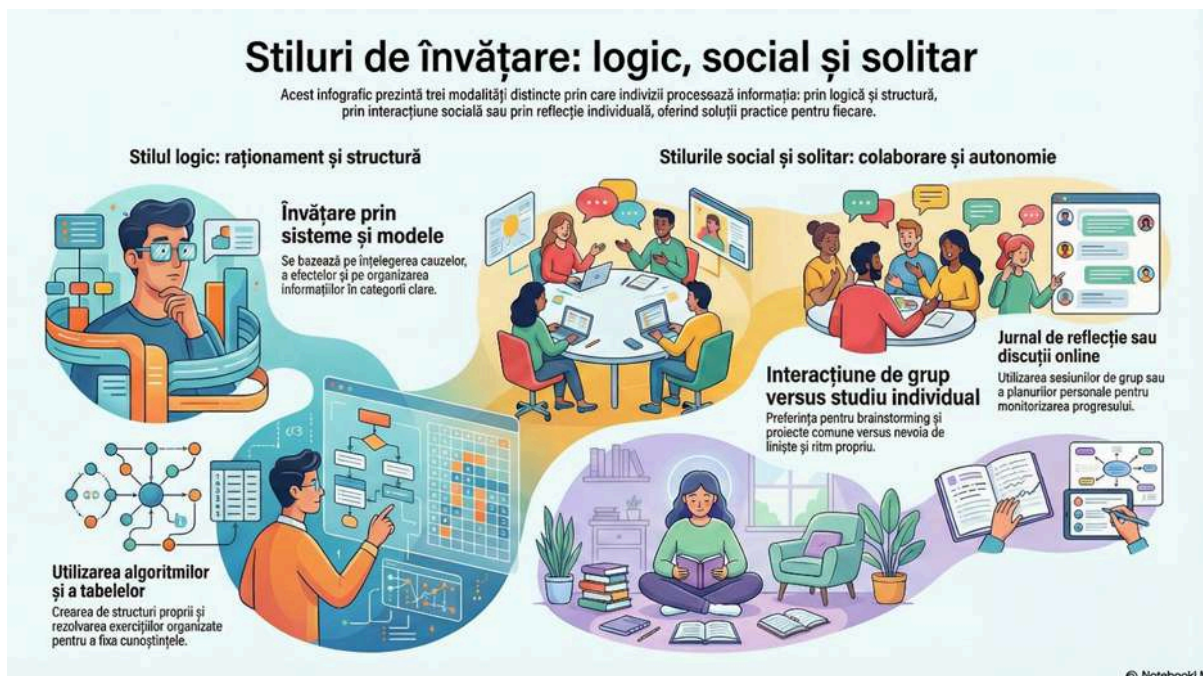 Stiluri de învățare: logic, social și solitar
Acest infografic prezintă trei modalități distincte prin care indivizii procesează informația: prin logică și structură,
prin interacțiune socială sau prin reflecție individuală, oferind soluții practice pentru fiecare.
Stilul logic: raționament și structură
Învățare prin
sisteme și modele
Se bazează pe înțelegerea cauzelor,
a efectelor și pe organizarea
informațiilor în categorii clare.
Utilizarea algoritmilor
și a tabelelor
Crearea de structuri proprii și
rezolvarea exercițiilor organizate
pentru a fixa cunoștințele.
Stilurile social și solitar: colaborare și autonomie
Interacțiune de grup
versus studiu individual
Preferința pentru brainstorming și
proiecte comune versus nevoia de
liniște și ritm propriu.
Jurnal de reflecție sau
discuții online
Utilizarea sesiunilor de grup sau
a planurilor personale pentru
monitorizarea progresului.